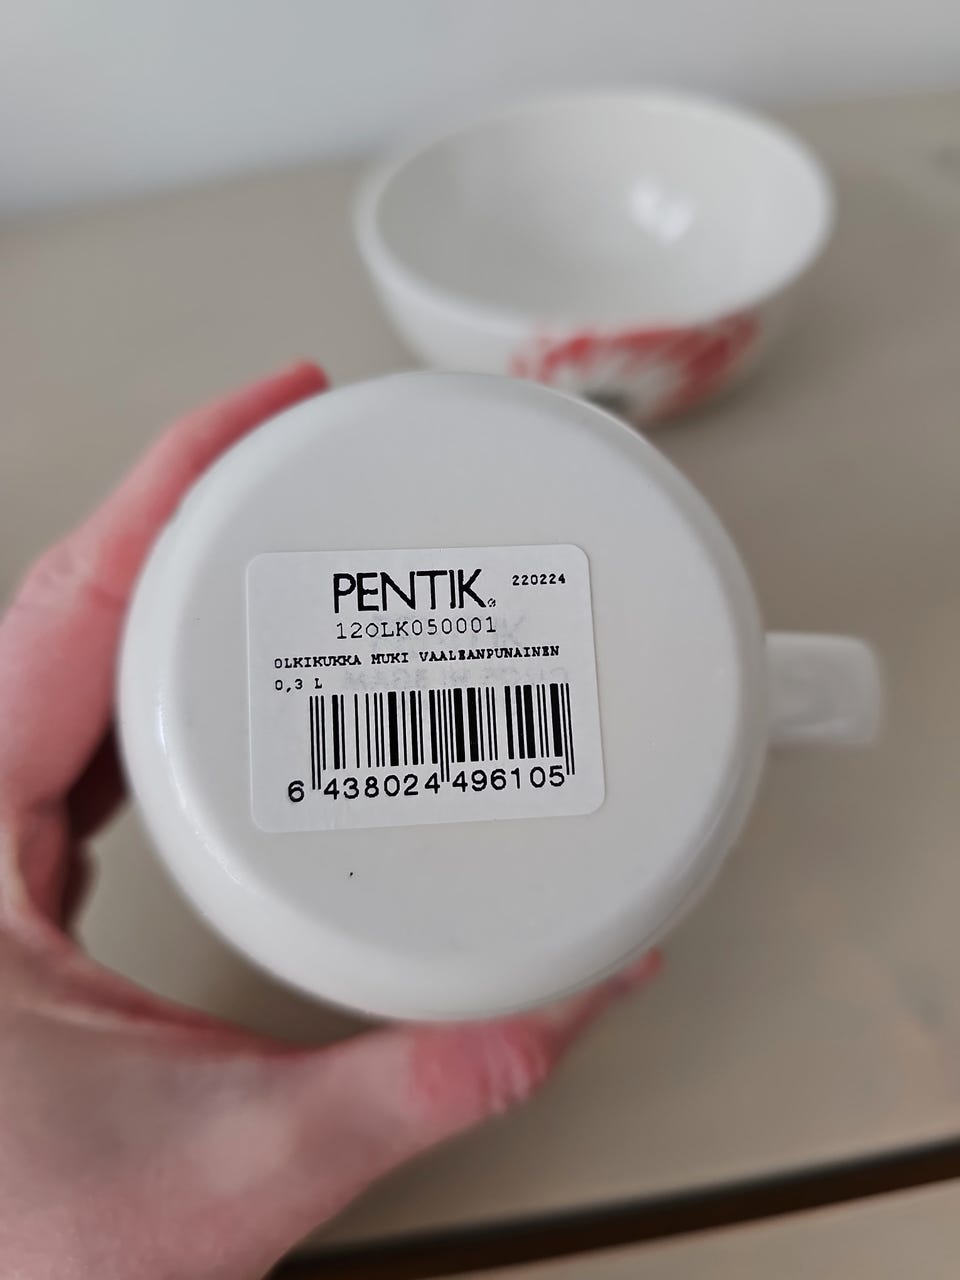 PENTIK®
220224
12OLK050001
OLKIKUKKA MUKI VAALEANPUNAINEN
0,3 L
6 438024 496105